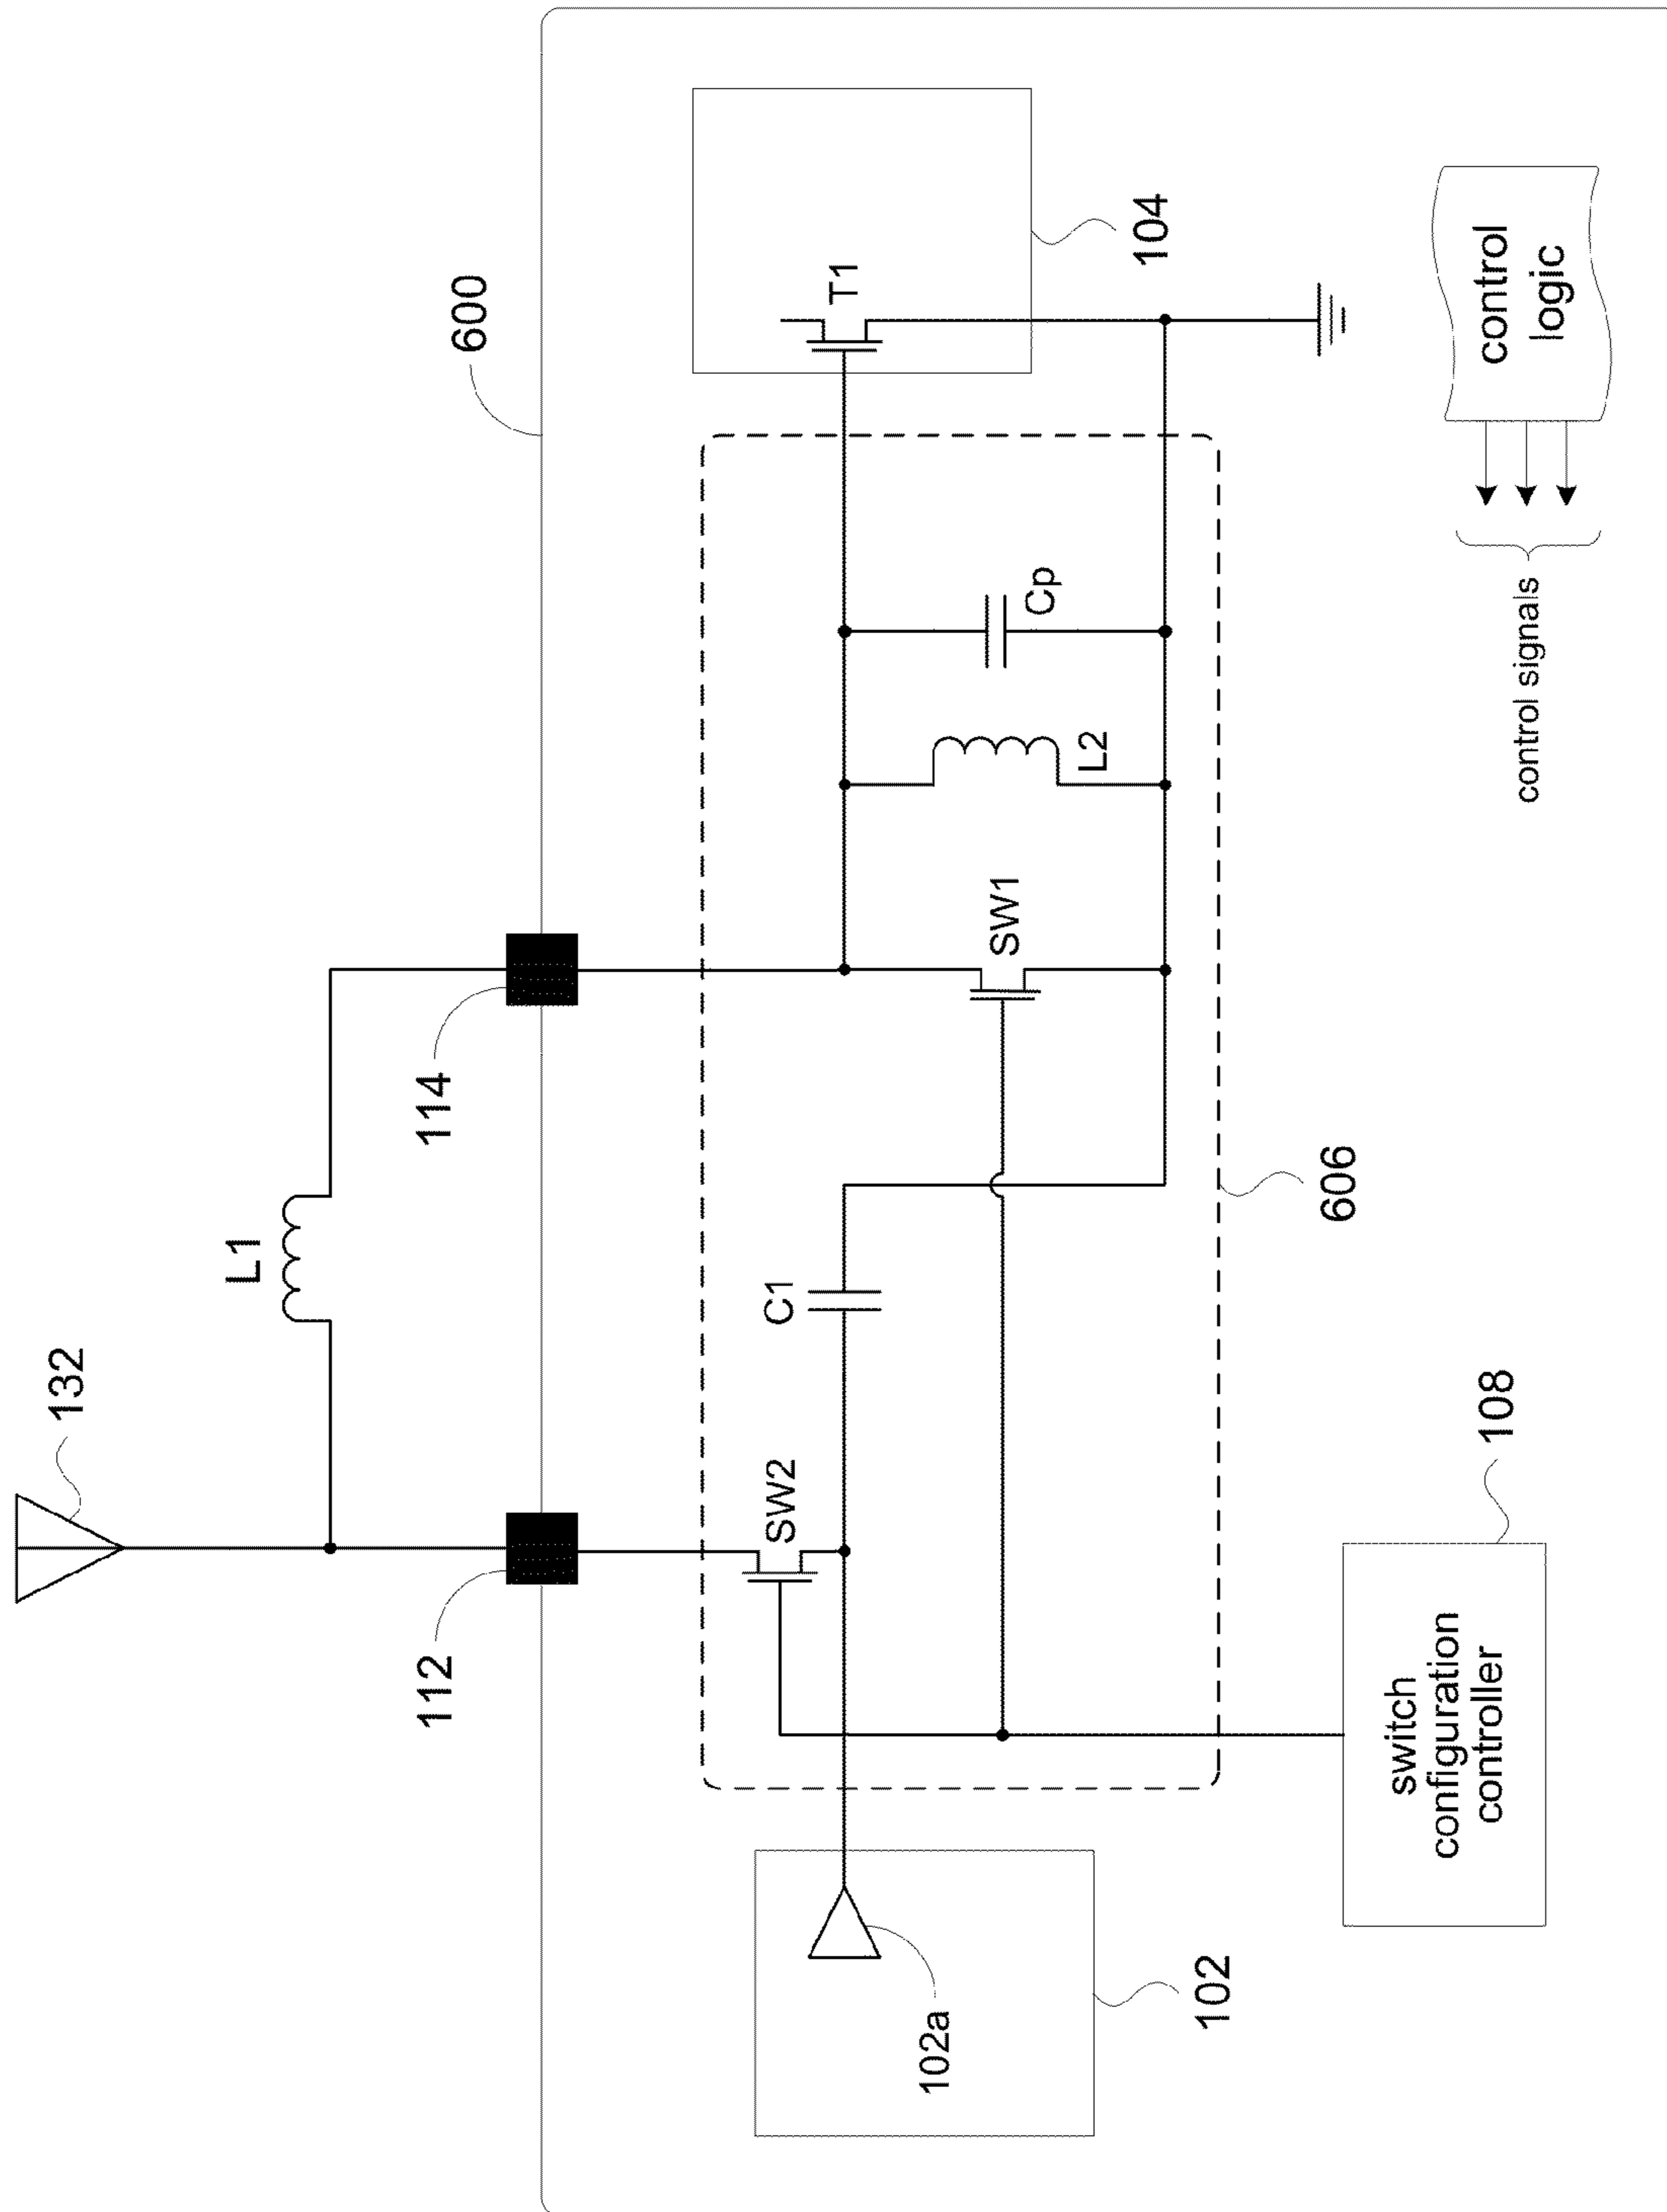 132
L1
600
112
114
SW2
C1
SW1
L2
Cp
T1
104
102a
102
606
switch
configuration
controller
108
control signals
control
logic